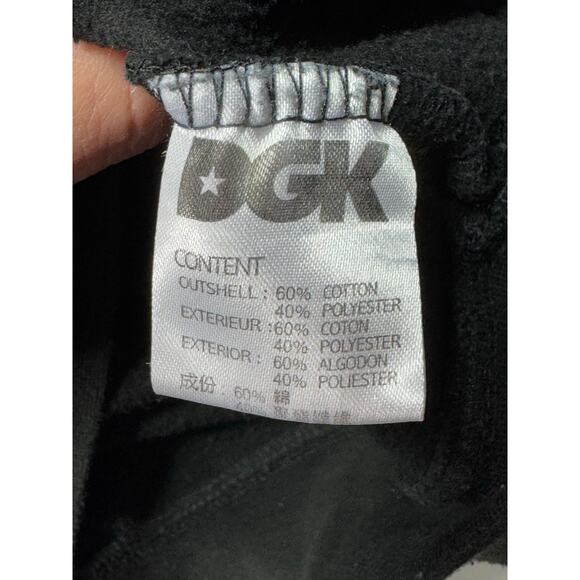 DGK
CONTENT
OUTSHELL : 60% COTTON
40% POLYESTER
EXTERIEUR : 60% COTON
40% POLYESTER
EXTERIOR : 60% ALGODON
40% POLIESTER
成份 60% 綿